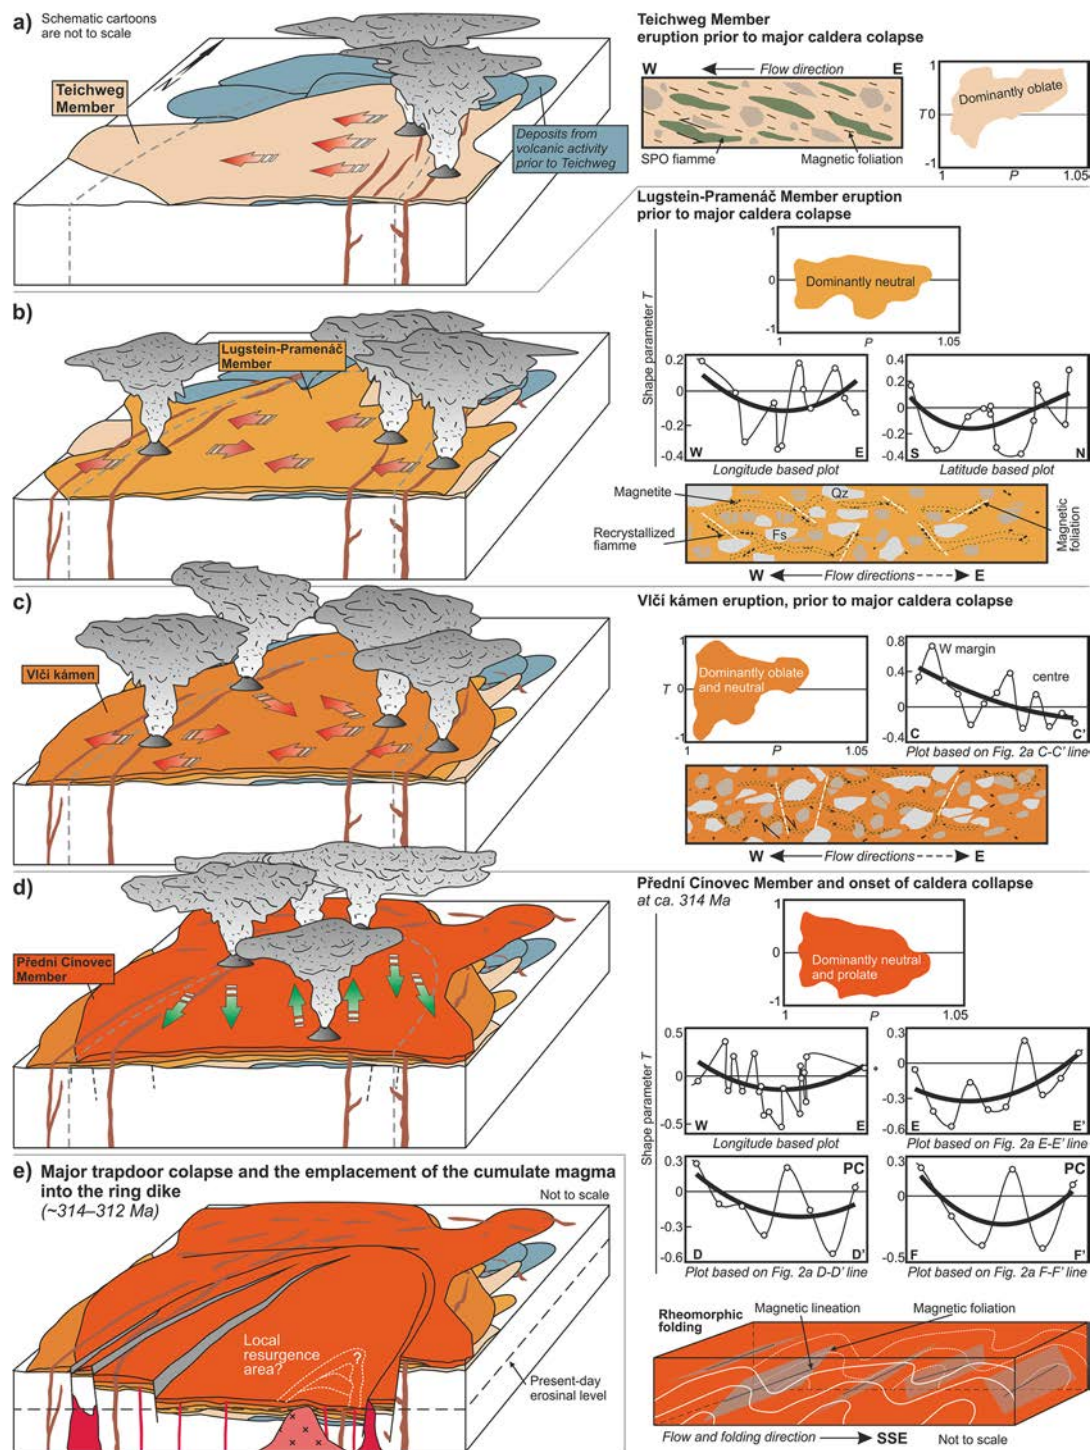 a) Schematic cartoons
are not to scale
N
Teichweg
Member
Deposits from
volcanic activity
prior to Teichweg
Teichweg Member
eruption prior to major caldera colapse
W Flow direction E
SPO fiamme
Magnetic foliation
1
T 0
-1
Dominantly oblate
1 P 1.05
b)
Lugstein-Pramenáč
Member
Lugstein-Pramenáč Member eruption
prior to major caldera colapse
Shape parameter T
1
0
-1
Dominantly neutral
1 P 1.05
0.2
0
-0.2
-0.4
W E
Longitude based plot
0.4
0.2
0
-0.2
-0.4
S N
Latitude based plot
Magnetite
Recrystallized
fiamme
Qz
Fs
Magnetic
foliation
W Flow directions E
c)
Vlčí kámen
Vlčí kámen eruption, prior to major caldera colapse
1
T 0
-1
Dominantly oblate
and neutral
1 P 1.05
0.8
0.4
0
-0.4
W margin
centre
C C'
Plot based on Fig. 2a C-C' line
W Flow directions E
d)
Přední Cínovec
Member
Přední Cínovec Member and onset of caldera collapse
at ca. 314 Ma
Shape parameter T
1
0
-1
Dominantly neutral
and prolate
1 P 1.05
0.5
0
-0.5
W E
Longitude based plot
0.3
0
-0.3
-0.6
E E'
Plot based on Fig. 2a E-E' line
0.3
0
-0.3
-0.6
PC
D D'
Plot based on Fig. 2a D-D' line
0.4
0
-0.5
PC
F F'
Plot based on Fig. 2a F-F' line
e) Major trapdoor colapse and the emplacement of the cumulate magma
into the ring dike
(~314–312 Ma)
Not to scale
Local
resurgence
area?
?
Present-day
erosinal level
Rheomorphic
folding
Magnetic lineation
Magnetic foliation
Flow and folding direction SSE
Not to scale